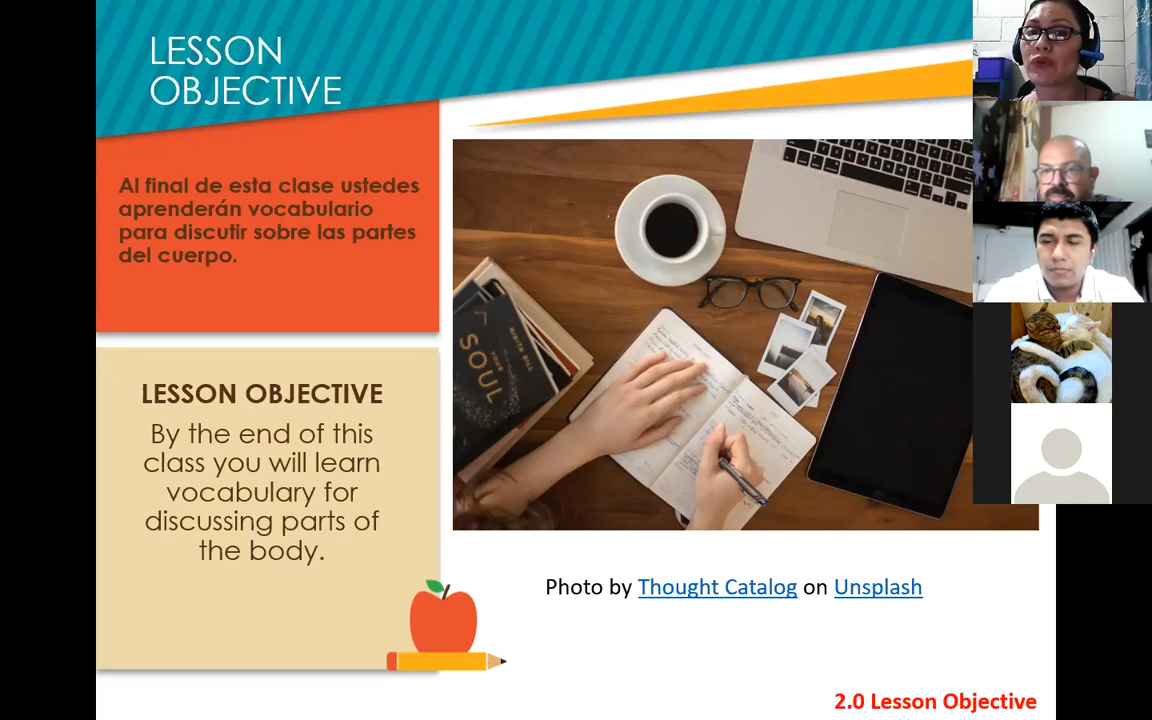 LESSON
OBJECTIVE
Al final de esta clase ustedes
aprenderán vocabulario
para discutir sobre las partes
del cuerpo.
LESSON OBJECTIVE
By the end of this
class you will learn
vocabulary for
discussing parts of
the body.
YOUR
SOUL
Photo by Thought Catalog on Unsplash
2.0 Lesson Objective